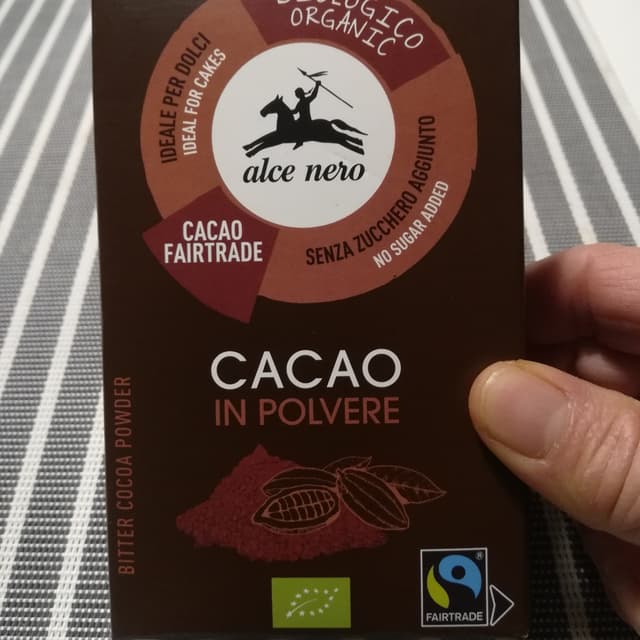 BIOLOGICO
ORGANIC
IDEALE PER DOLCI
IDEAL FOR CAKES
alce nero
CACAO
FAIRTRADE
SENZA ZUCCHERO AGGIUNTO
NO SUGAR ADDED
CACAO
IN POLVERE
BITTER COCOA POWDER
FAIRTRADE
®